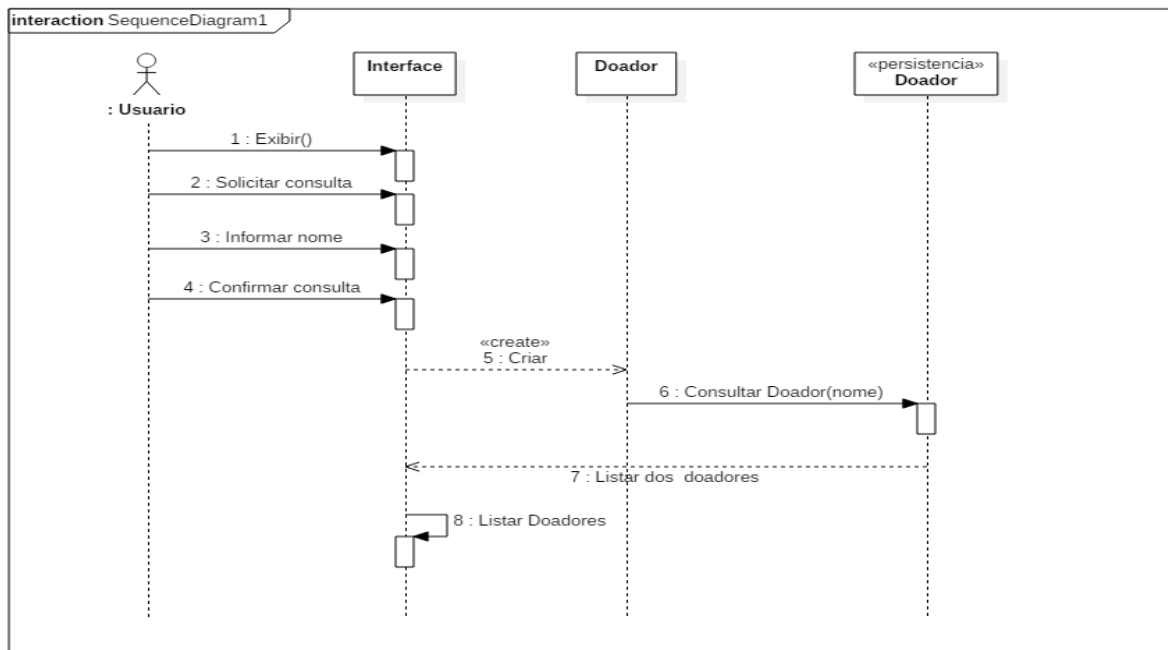 interaction SequenceDiagram1
: Usuario
Interface
Doador
«persistencia»
Doador
1 : Exibir()
2 : Solicitar consulta
3 : Informar nome
4 : Confirmar consulta
«create»
5 : Criar
6 : Consultar Doador(nome)
7 : Listar dos  doadores
8 : Listar Doadores